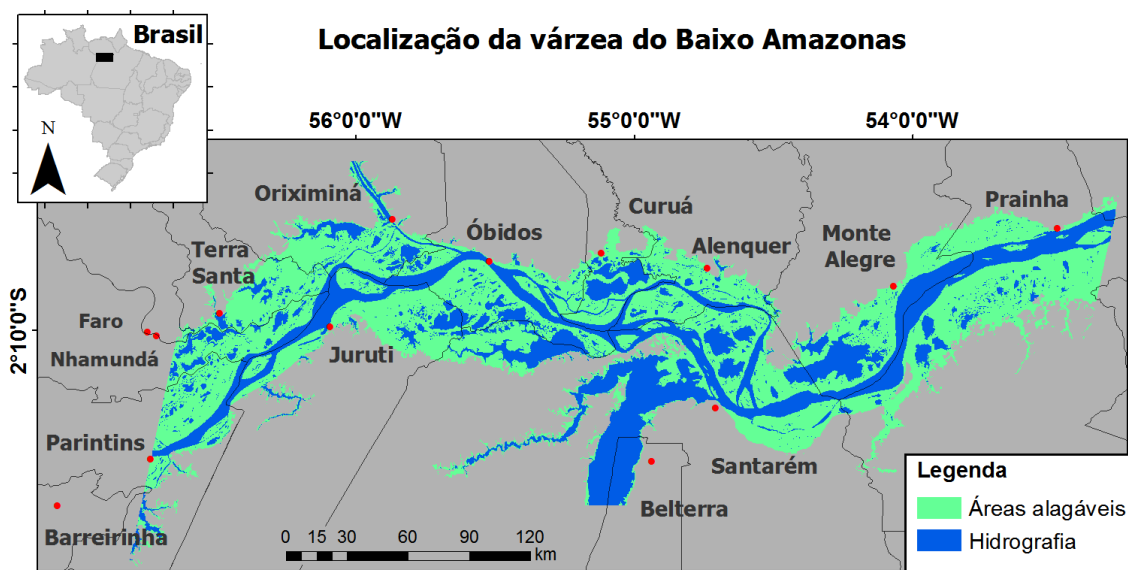 Brasil
N
Localização da várzea do Baixo Amazonas
56°0'0"W
55°0'0"W
54°0'0"W
2°10'0"S
Oriximiná
Curuá
Prainha
Óbidos
Terra
Santa
Alenquer
Monte
Alegre
Faro
Nhamundá
Juruti
Parintins
Santarém
Belterra
Barreirinha
0 15 30 60 90 120
km
Legenda
Áreas alagáveis
Hidrografia